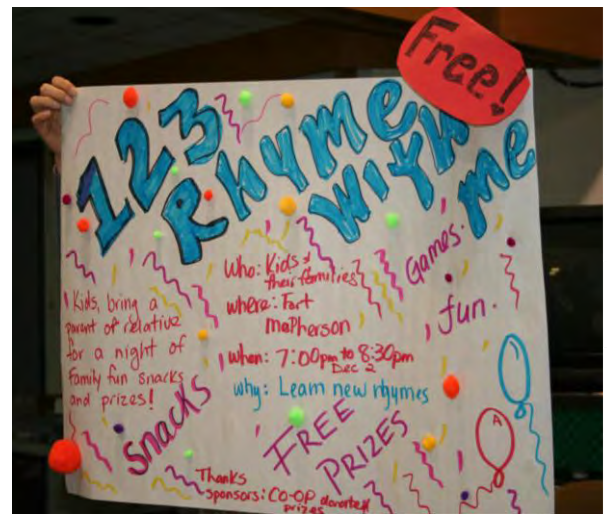 Free!
123
Rhyme
With
me
Who: Kids &
their families
where: Fort
McPherson
when: 7:00pm to 8:30pm
Dec 2
why: Learn new rhymes
Games.
fun.
Kids, bring a
parent or relative
for a night of
Family fun snacks
and prizes!
Snacks
FREE
PRIZES
Thanks
sponsors: CO-OP donated
prizes
A